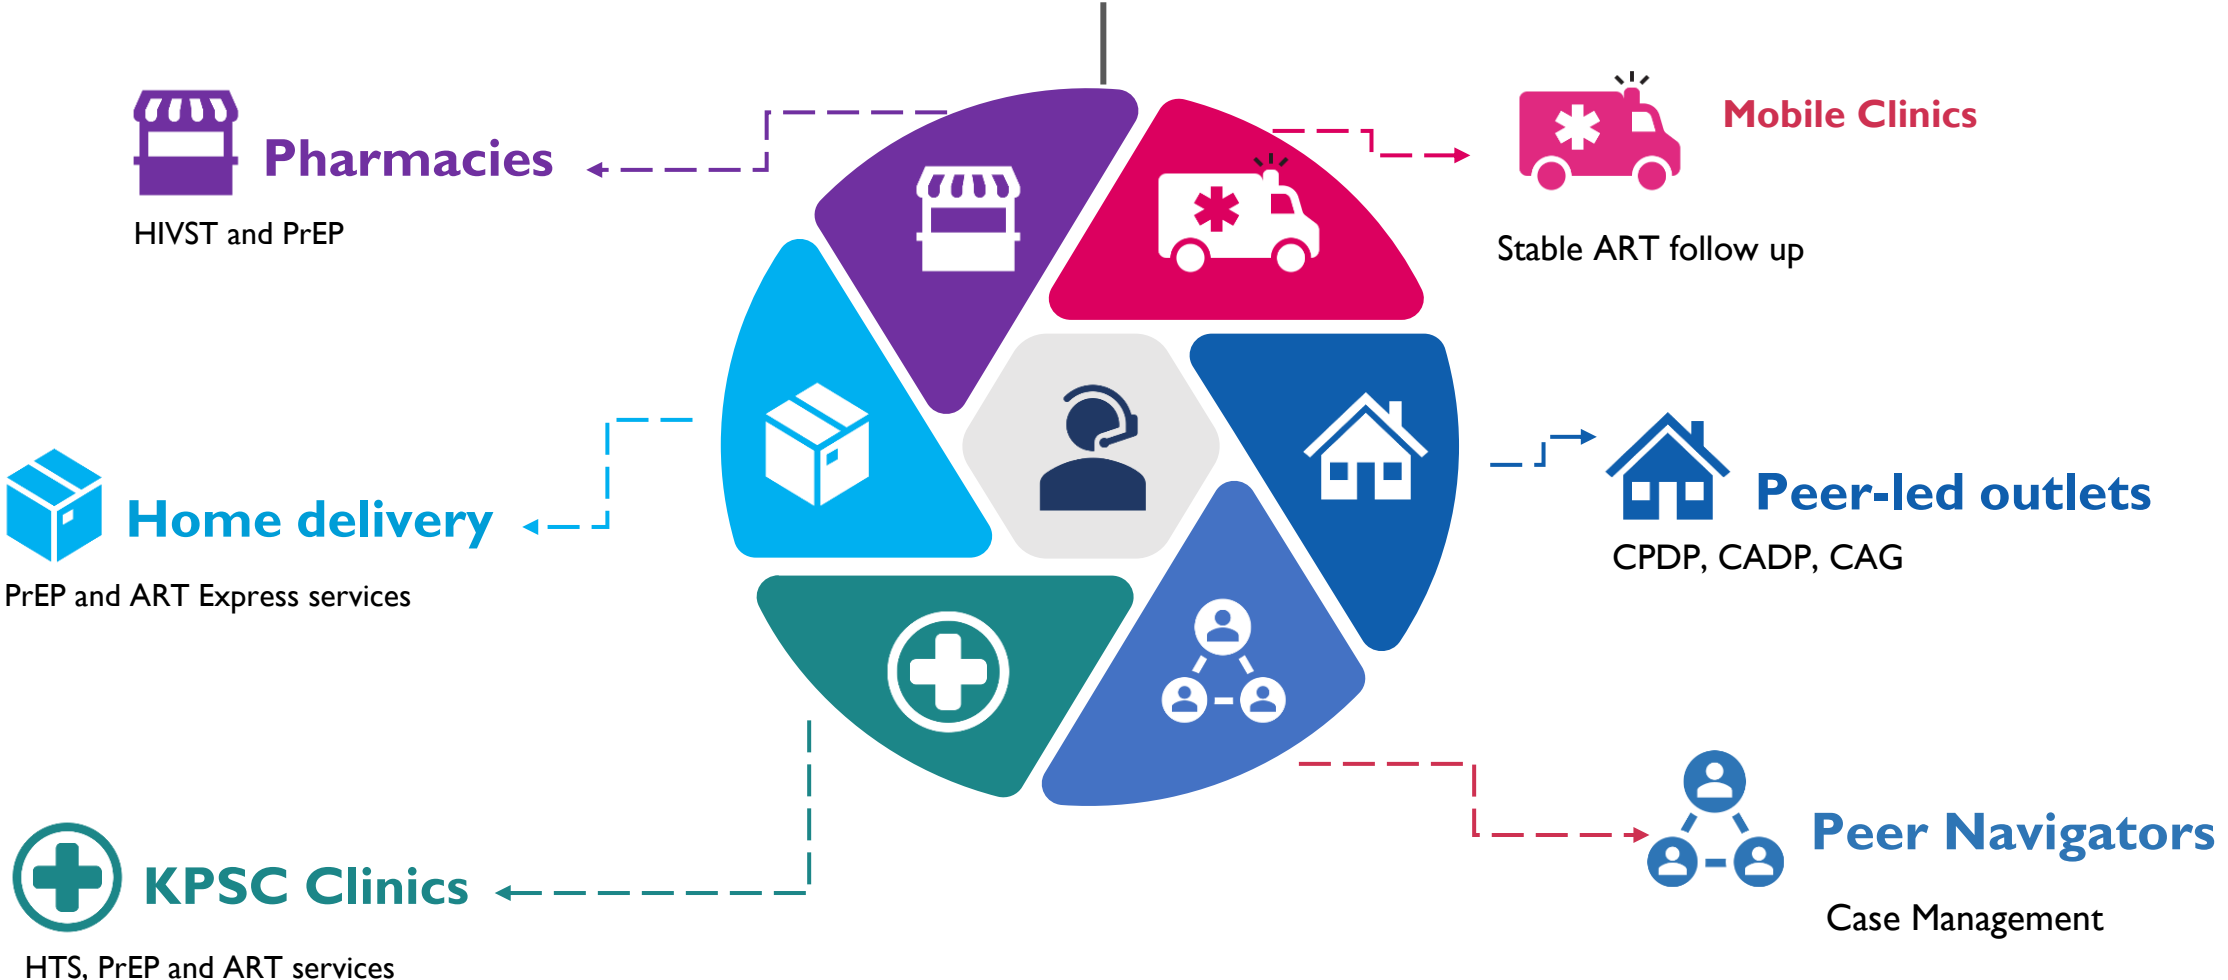 Pharmacies
HIVST and PrEP
Mobile Clinics
Stable ART follow up
Home delivery
PrEP and ART Express services
Peer-led outlets
CPDP, CADP, CAG
KPSC Clinics
HTS, PrEP and ART services
Peer Navigators
Case Management